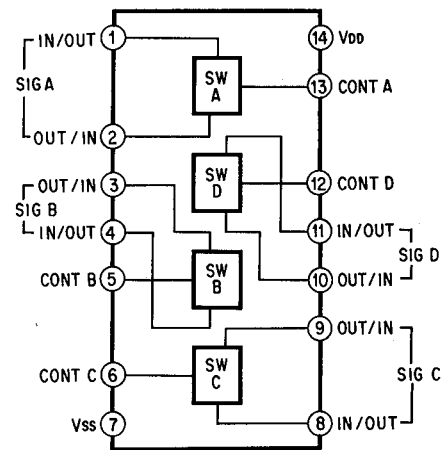 IN/OUT 1
14 VDD
SIG A
SW A
13 CONT A
OUT/IN 2
OUT/IN 3
SW D
12 CONT D
SIG B
IN/OUT 4
11 IN/OUT
SIG D
CONT B 5
SW B
10 OUT/IN
9 OUT/IN
CONT C 6
SW C
SIG C
VSS 7
8 IN/OUT